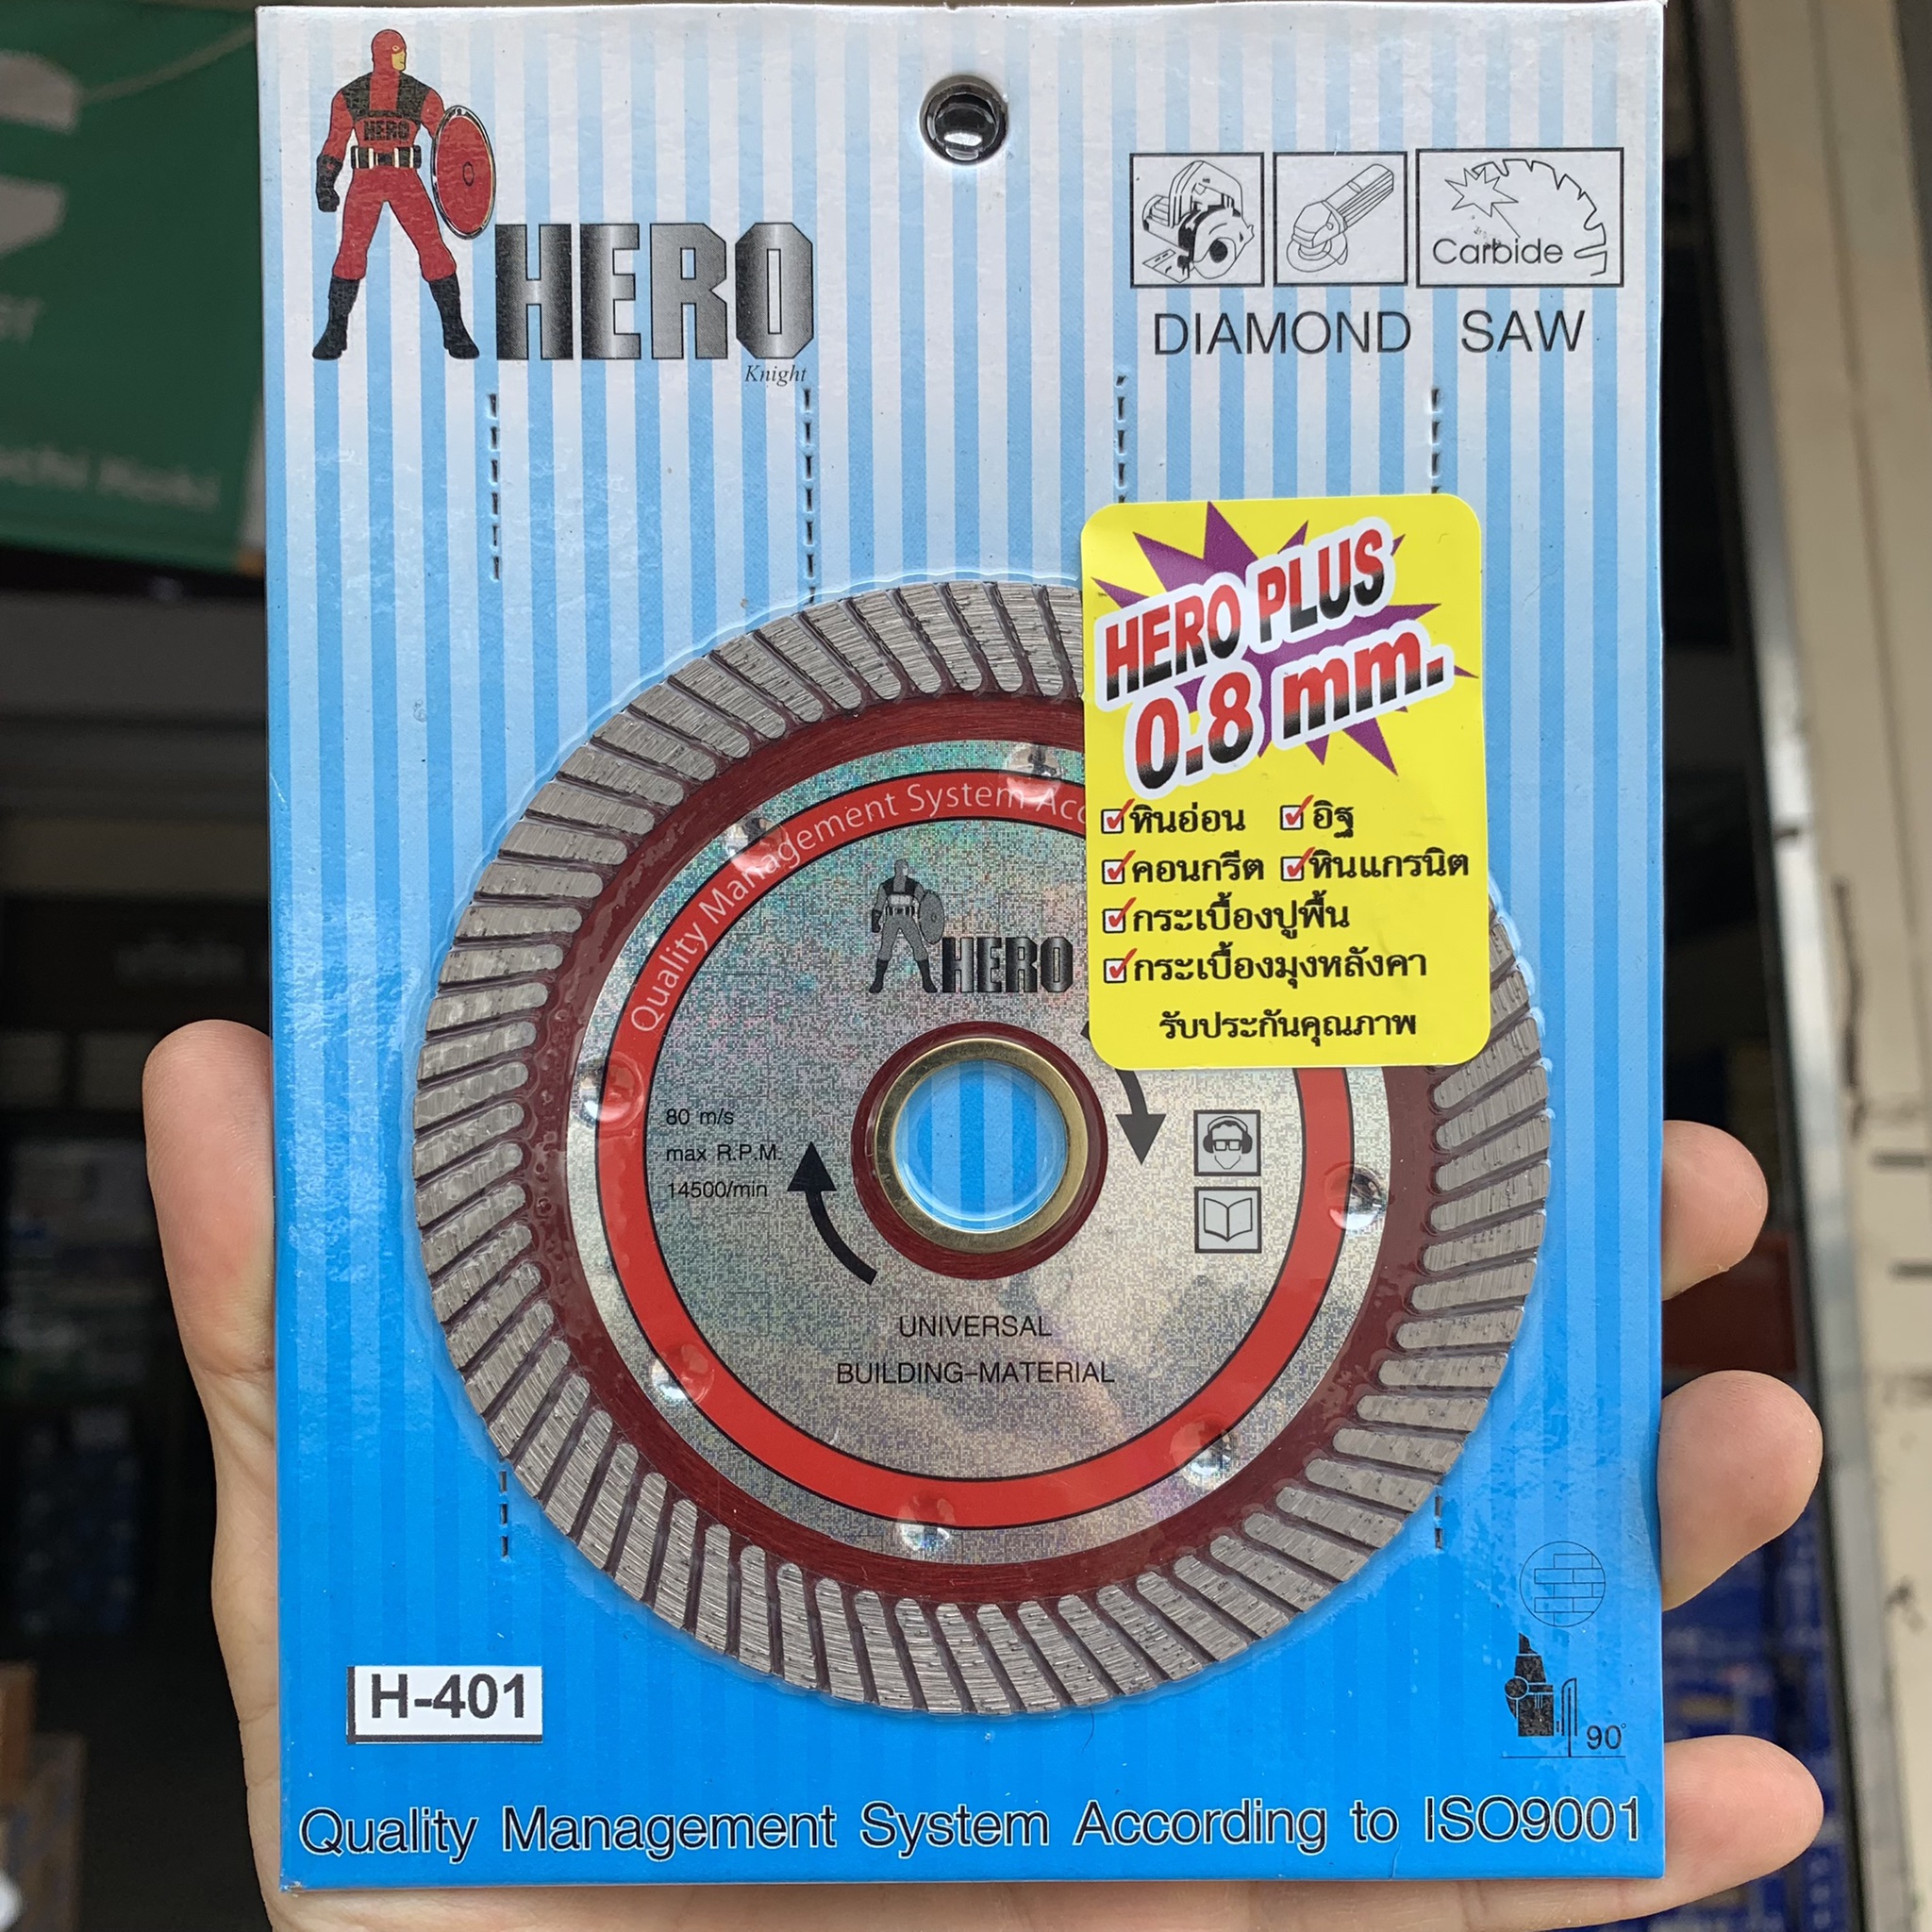 HERO
HERO
Knight
Carbide
DIAMOND SAW
HERO PLUS
0.8 mm.
หินอ่อน อิฐ
คอนกรีต หินแกรนิต
กระเบื้องปูพื้น
กระเบื้องมุงหลังคา
รับประกันคุณภาพ
Quality Management System Acc
HERO
80 m/s
max R.P.M.
14500/min
UNIVERSAL
BUILDING-MATERIAL
H-401
90°
Quality Management System According to ISO9001